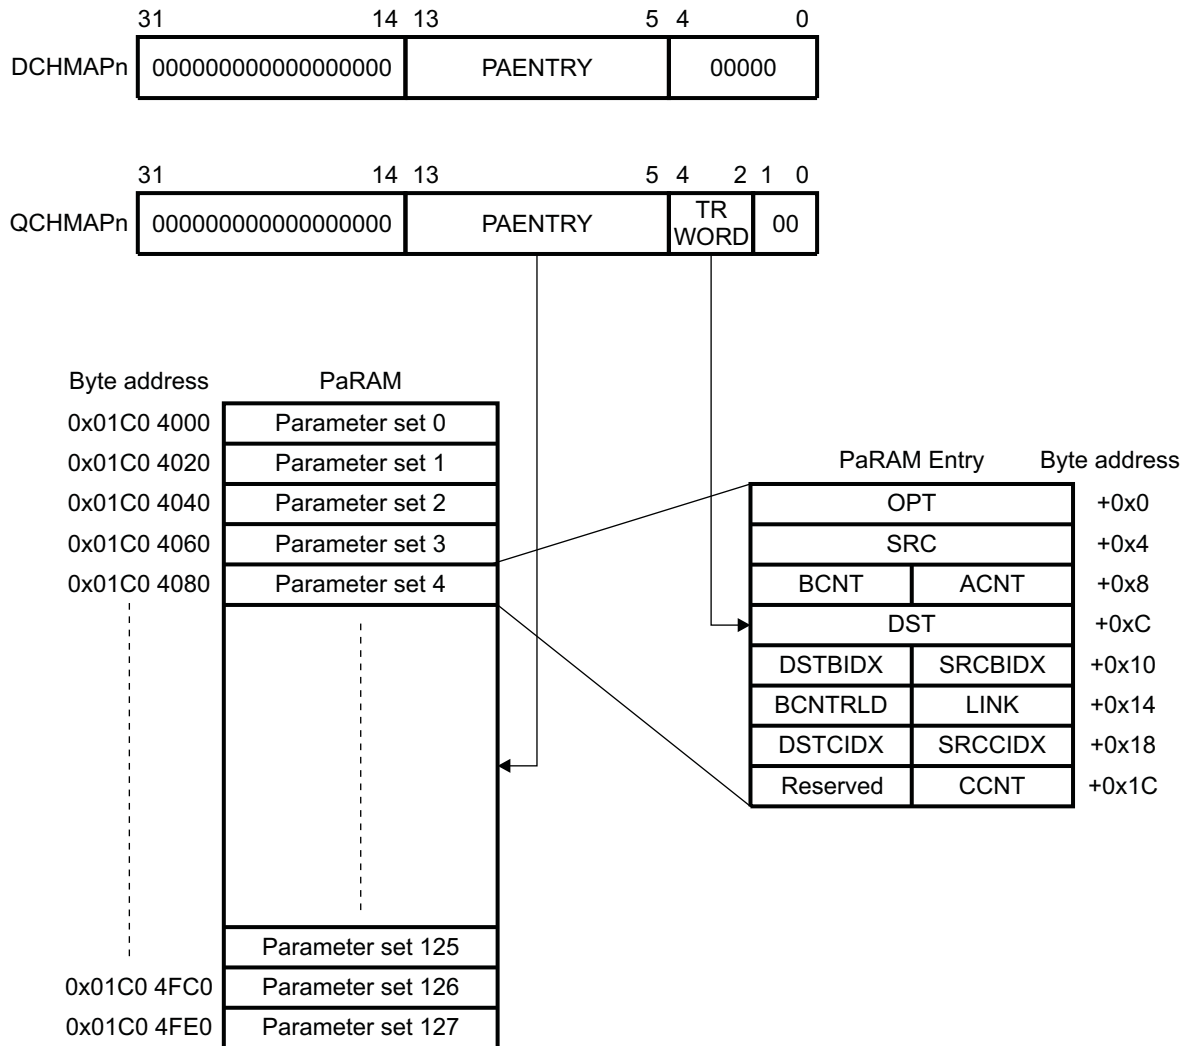 31 14 13 5 4 0
DCHMAPn 000000000000000000 PAENTRY 00000
31 14 13 5 4 2 1 0
QCHMAPn 000000000000000000 PAENTRY TR WORD 00
Byte address PaRAM
0x01C0 4000 Parameter set 0
0x01C0 4020 Parameter set 1
0x01C0 4040 Parameter set 2
0x01C0 4060 Parameter set 3
0x01C0 4080 Parameter set 4
Parameter set 125
0x01C0 4FC0 Parameter set 126
0x01C0 4FE0 Parameter set 127
PaRAM Entry Byte address
OPT +0x0
SRC +0x4
BCNT ACNT +0x8
DST +0xC
DSTBIDX SRCBIDX +0x10
BCNTRLD LINK +0x14
DSTCIDX SRCCIDX +0x18
Reserved CCNT +0x1C